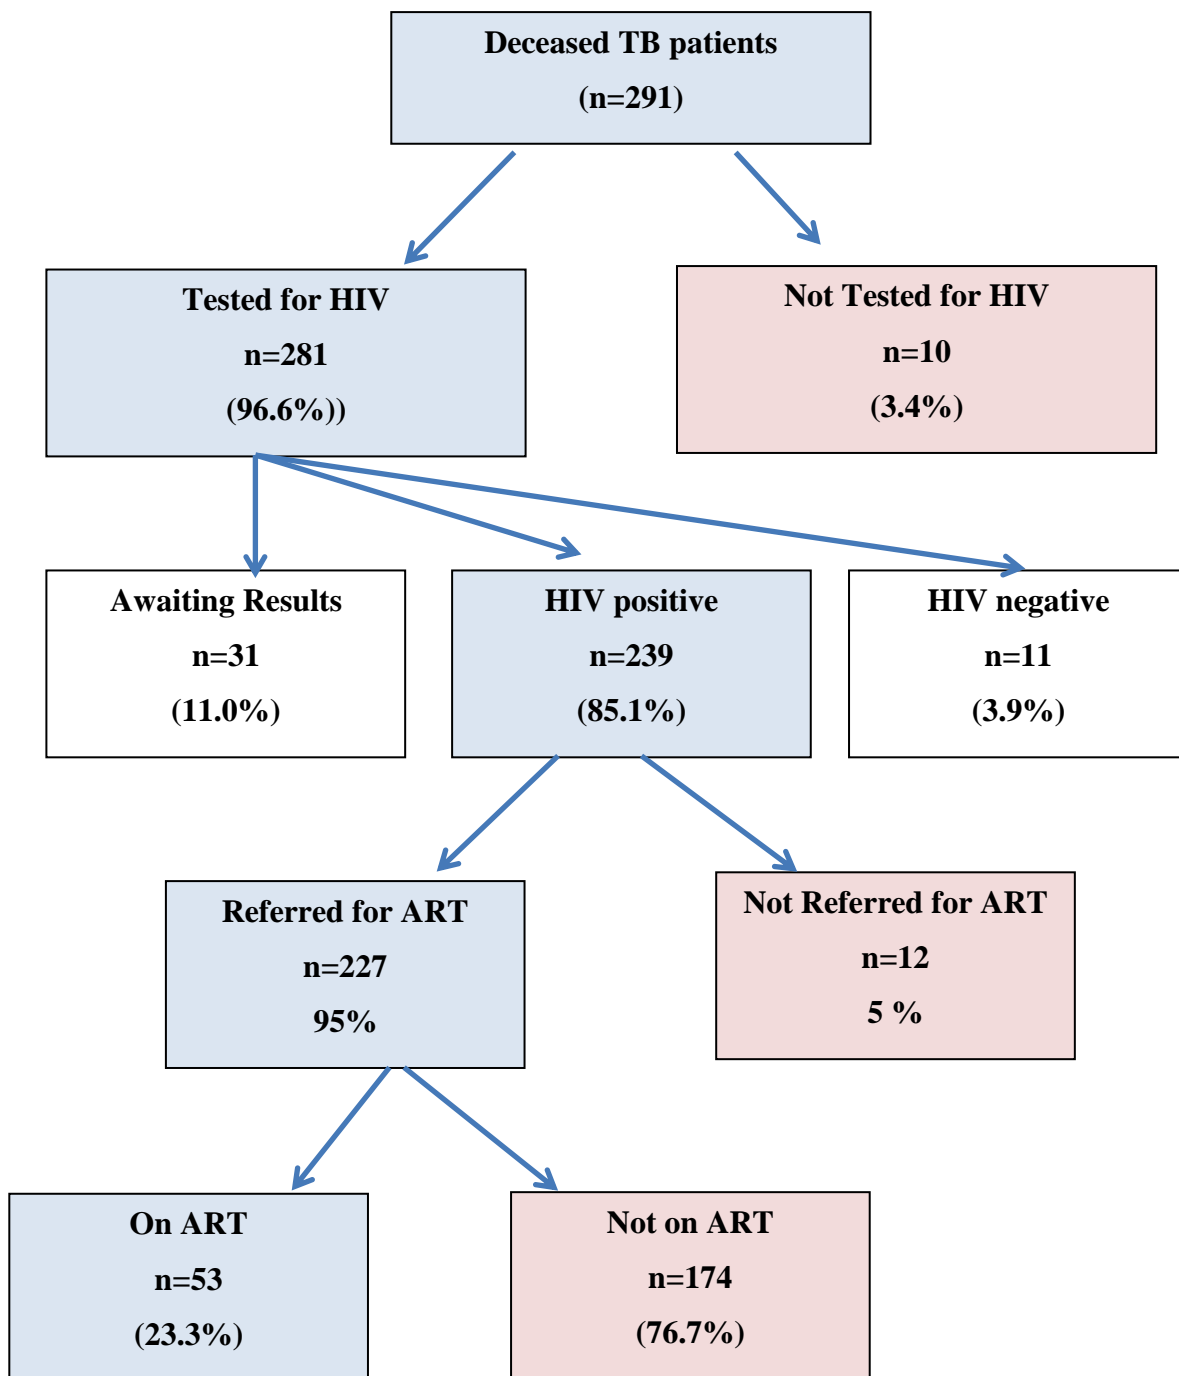 Deceased TB patients
(n=291)
Tested for HIV
n=281
(96.6%))
Not Tested for HIV
n=10
(3.4%)
Awaiting Results
n=31
(11.0%)
HIV positive
n=239
(85.1%)
HIV negative
n=11
(3.9%)
Referred for ART
n=227
95%
Not Referred for ART
n=12
5 %
On ART
n=53
(23.3%)
Not on ART
n=174
(76.7%)